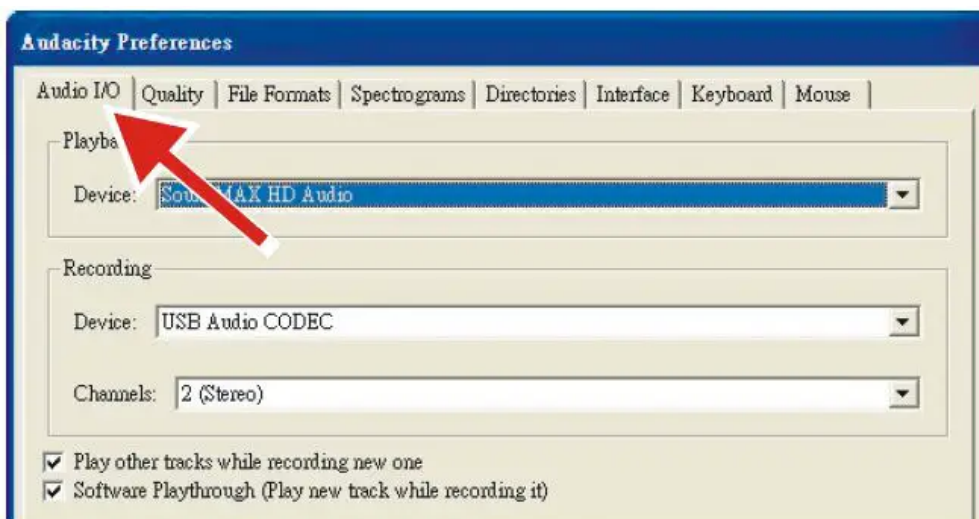 Audacity Preferences
Audio I/O Quality File Formats Spectrograms Directories Interface Keyboard Mouse
Device: MAX HD Audio
Recording
Device: USB Audio CODEC
Channels: 2 (Stereo)
Play other tracks while recording new one
Software Playthrough (Play new track while recording it)